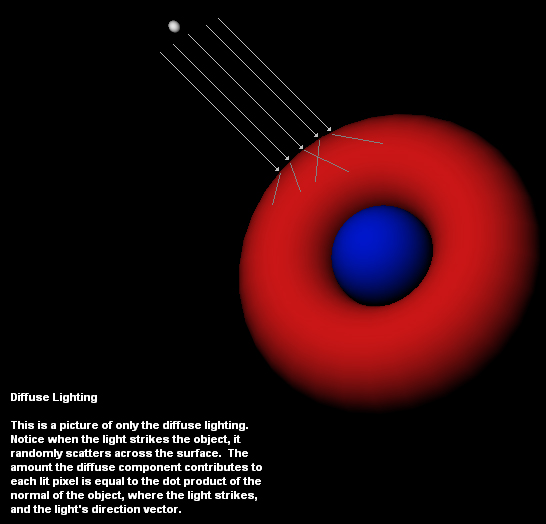 Diffuse Lighting
This is a picture of only the diffuse lighting.
Notice when the light strikes the object, it
randomly scatters across the surface.  The
amount the diffuse component contributes to
each lit pixel is equal to the dot product of the
normal of the object, where the light strikes,
and the light's direction vector.